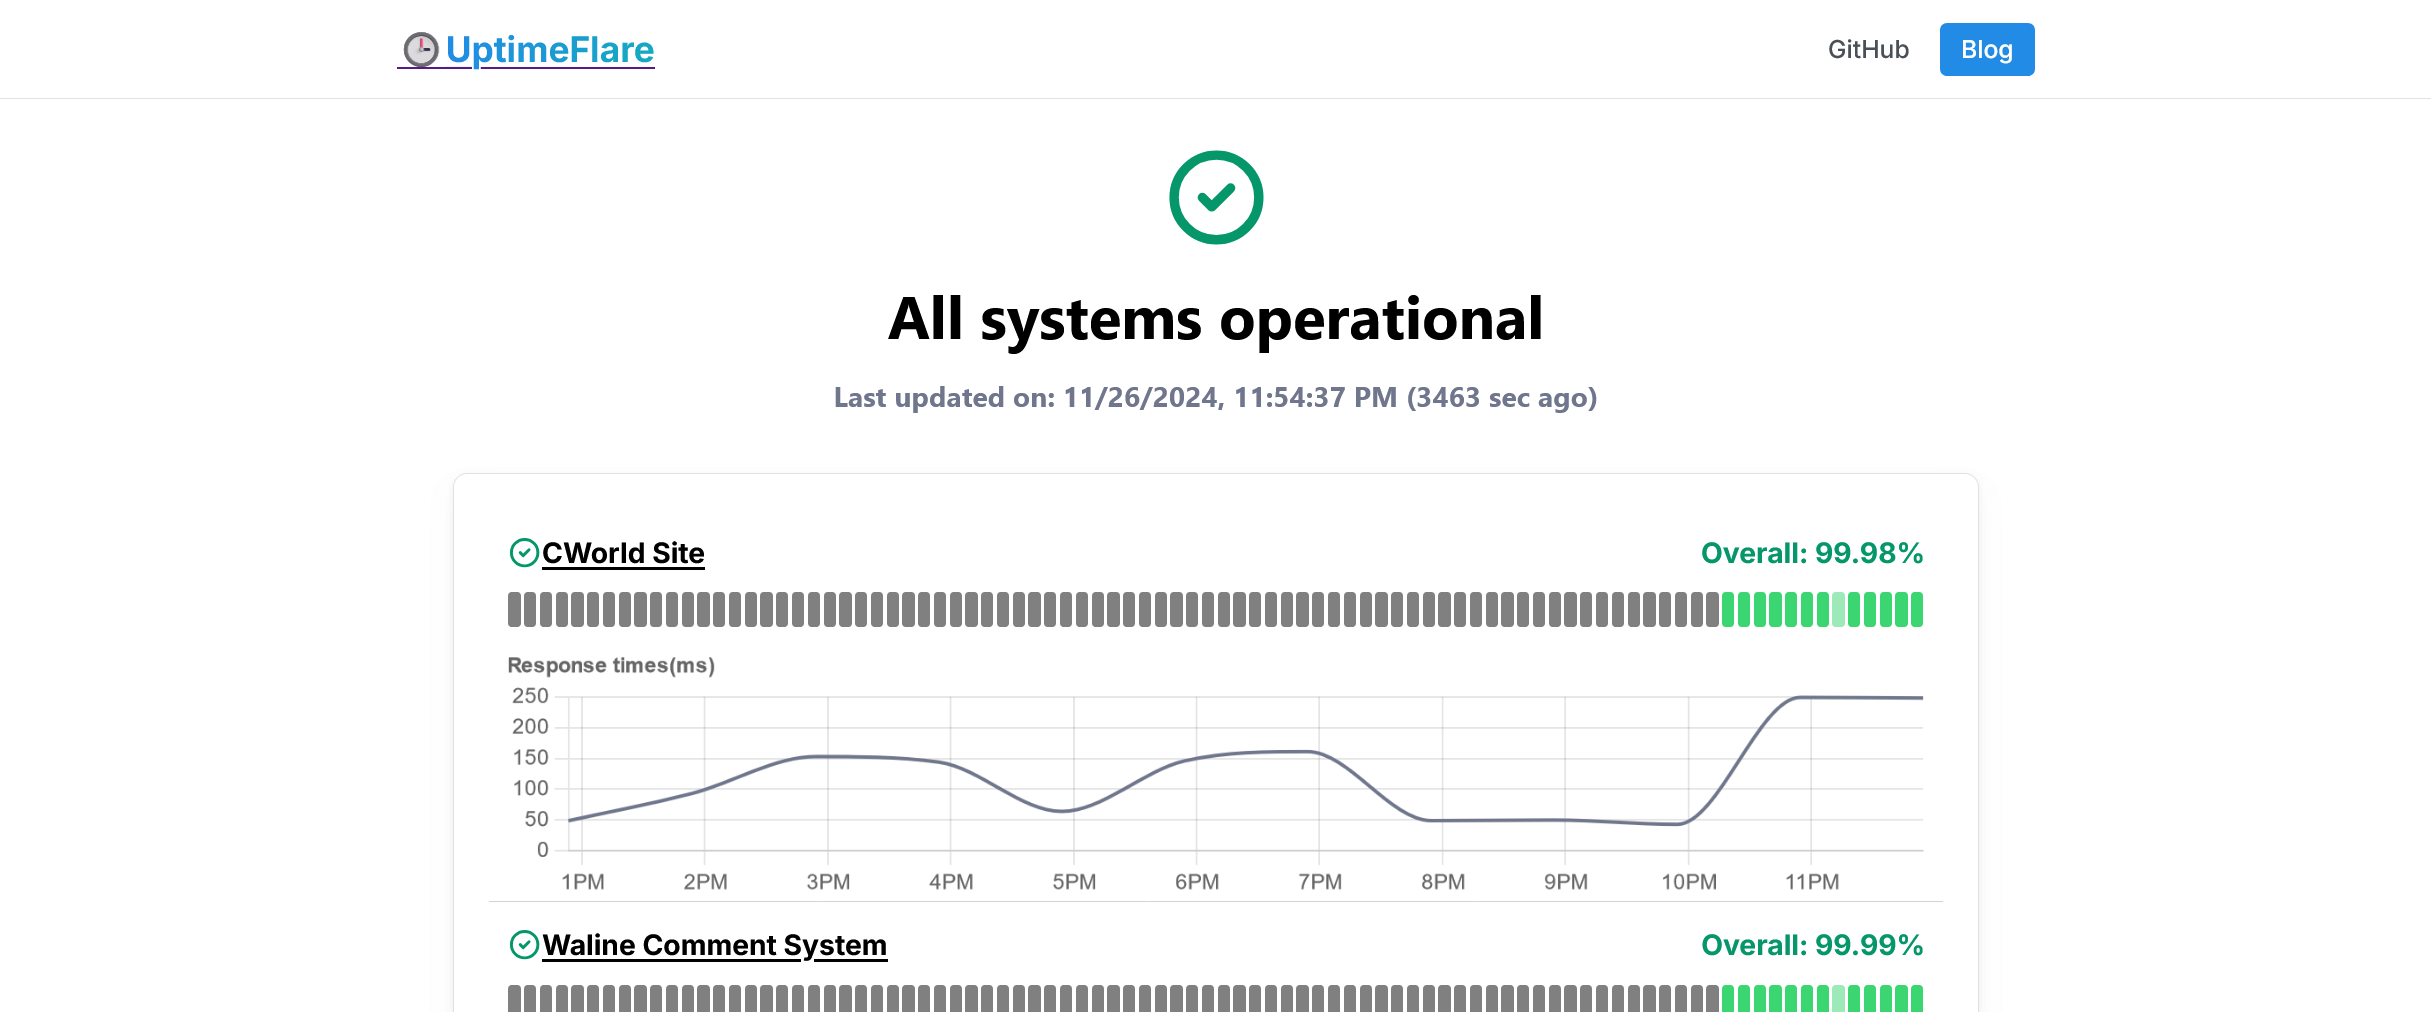 UptimeFlare
GitHub
Blog
All systems operational
Last updated on: 11/26/2024, 11:54:37 PM (3463 sec ago)
CWorld Site
Overall: 99.98%
Response times(ms)
250
200
150
100
50
0
1PM 2PM 3PM 4PM 5PM 6PM 7PM 8PM 9PM 10PM 11PM
Waline Comment System
Overall: 99.99%